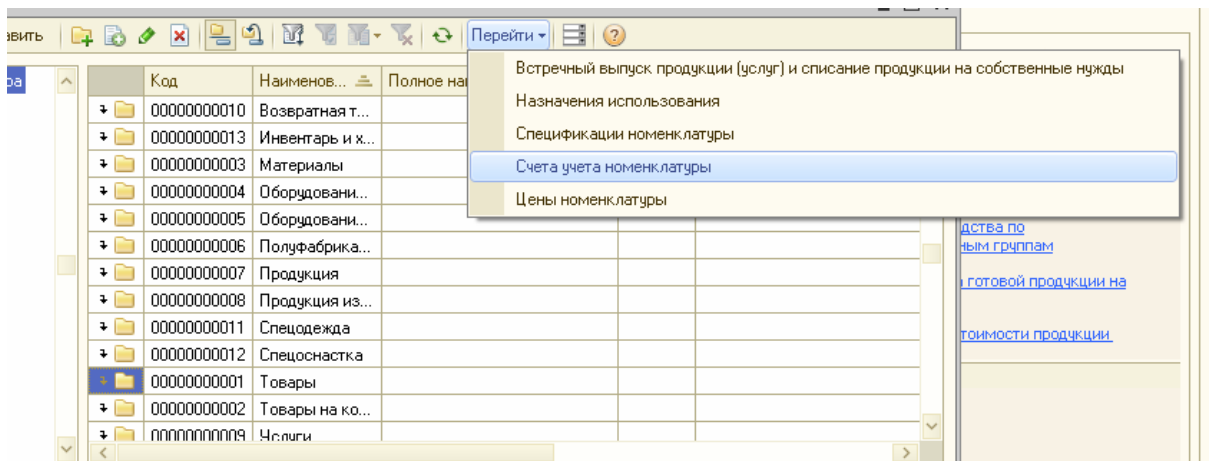 авить Перейти
Встречный выпуск продукции (услуг) и списание продукции на собственные нужды
Назначения использования
Спецификации номенклатуры
Счета учета номенклатуры
Цены номенклатуры
ра Код Наименов... Полное наи
00000000010 Возвратная т...
00000000013 Инвентарь и х...
00000000003 Материалы
00000000004 Оборудовани...
00000000005 Оборудовани...
00000000006 Полуфабрика...
00000000007 Продукция
00000000008 Продукция из...
00000000011 Спецодежда
00000000012 Спецоснастка
00000000001 Товары
00000000002 Товары на ко...
00000000009 Услуги
дства по
ным группам
готовой продукции на
тоимости продукции